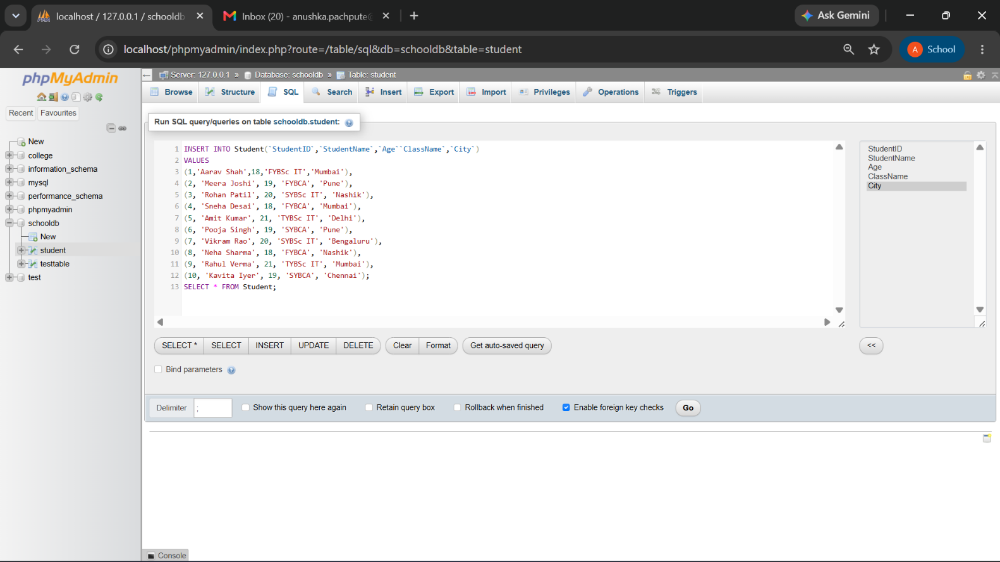 localhost / 127.0.0.1 / schooldb
Inbox (20) - anushka.pachpute@
Ask Gemini
localhost/phpmyadmin/index.php?route=/table/sql&db=schooldb&table=student
A School
phpMyAdmin
Server: 127.0.0.1 » Database: schooldb » Table: student
Browse Structure SQL Search Insert Export Import Privileges Operations Triggers
Recent Favourites
New
college
information_schema
mysql
performance_schema
phpmyadmin
schooldb
New
student
testtable
test
Run SQL query/queries on table schooldb.student:
1 INSERT INTO Student(`StudentID`,`StudentName`,`Age``ClassName`,`City`)
2 VALUES
3 (1,'Aarav Shah',18,'FYBSc IT','Mumbai'),
4 (2, 'Meera Joshi', 19, 'FYBCA', 'Pune'),
5 (3, 'Rohan Patil', 20, 'SYBSc IT', 'Nashik'),
6 (4, 'Sneha Desai', 18, 'FYBCA', 'Mumbai'),
7 (5, 'Amit Kumar', 21, 'TYBSc IT', 'Delhi'),
8 (6, 'Pooja Singh', 19, 'SYBCA', 'Pune'),
9 (7, 'Vikram Rao', 20, 'SYBSc IT', 'Bengaluru'),
10 (8, 'Neha Sharma', 18, 'FYBCA', 'Nashik'),
11 (9, 'Rahul Verma', 21, 'TYBSc IT', 'Mumbai'),
12 (10, 'Kavita Iyer', 19, 'SYBCA', 'Chennai');
13 SELECT * FROM Student;
StudentID
StudentName
Age
ClassName
City
SELECT * SELECT INSERT UPDATE DELETE Clear Format Get auto-saved query <<
Bind parameters
Delimiter ; Show this query here again Retain query box Rollback when finished Enable foreign key checks Go
Console